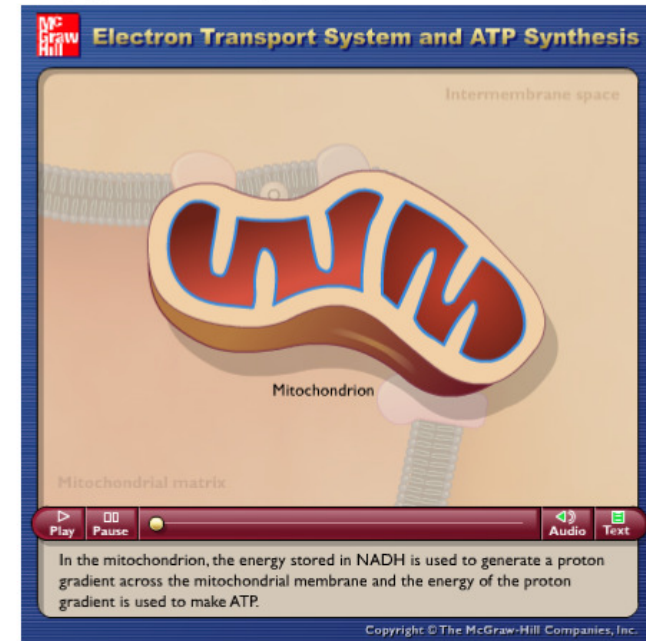 Mc
Graw
Hill
Electron Transport System and ATP Synthesis
Intermembrane space
Mitochondrion
Mitochondrial matrix
Play
Pause
Audio
Text
In the mitochondrion, the energy stored in NADH is used to generate a proton
gradient across the mitochondrial membrane and the energy of the proton
gradient is used to make ATP.
Copyright © The McGraw-Hill Companies, Inc.